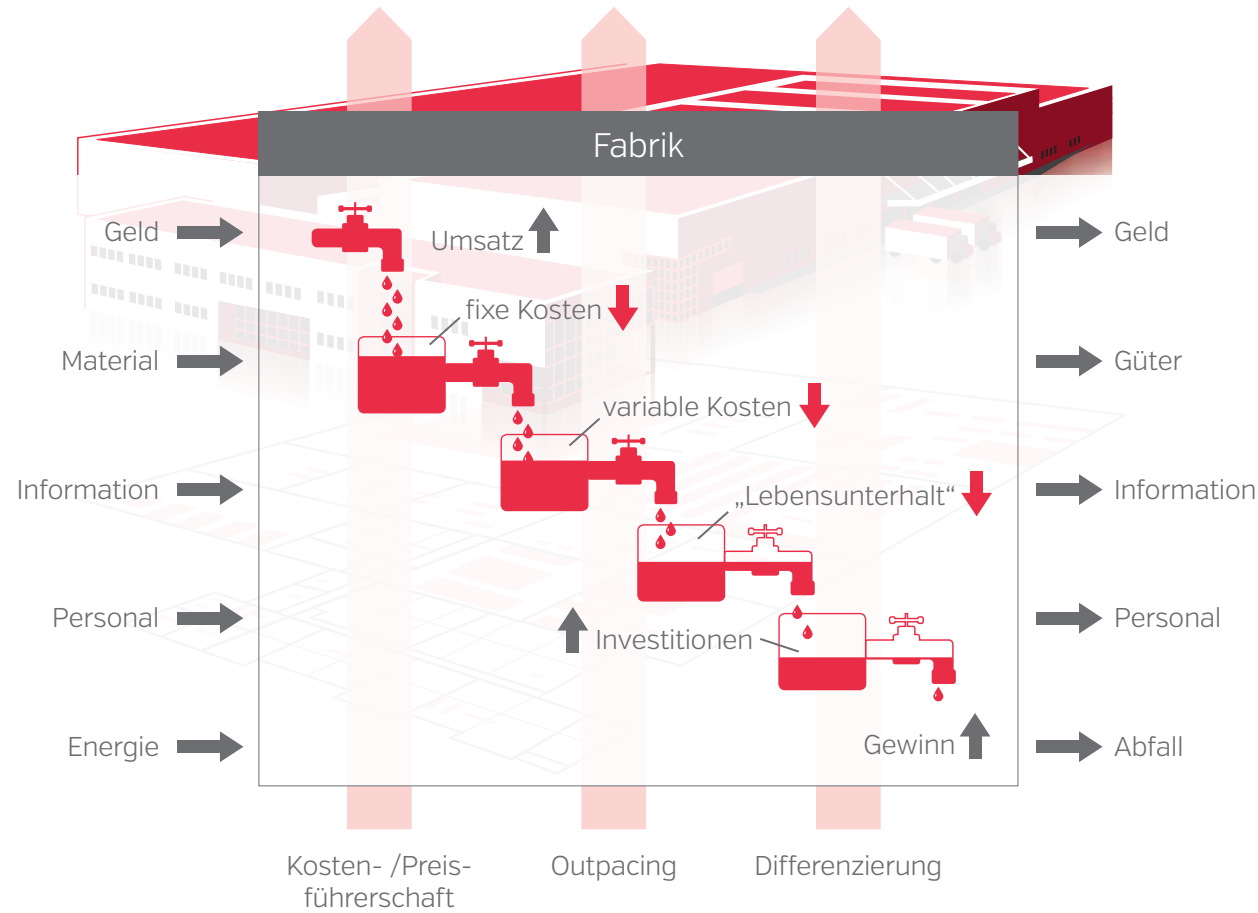 Fabrik
Geld
Umsatz
Geld
fixe Kosten
Material
Güter
variable Kosten
Information
„Lebensunterhalt“
Information
Personal
Investitionen
Personal
Energie
Gewinn
Abfall
Kosten- /Preis-
führerschaft
Outpacing
Differenzierung